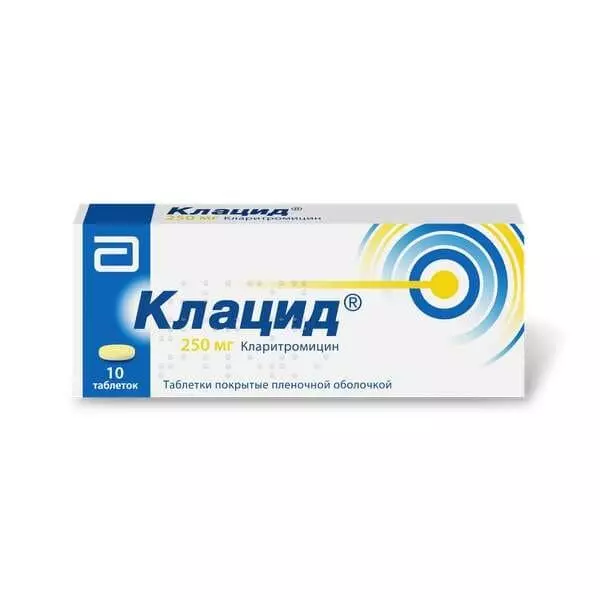 Клацид®
250 мг Кларитромицин
Клацид®
250 мг Кларитромицин
Таблетки покрытые пленочной оболочкой
10
таблеток